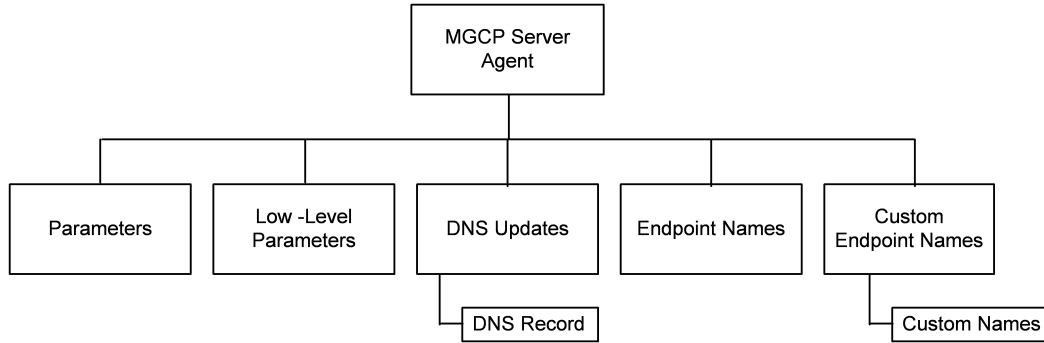 MGCP Server
Agent
Parameters
Low -Level
Parameters
DNS Updates
Endpoint Names
Custom
Endpoint Names
DNS Record
Custom Names